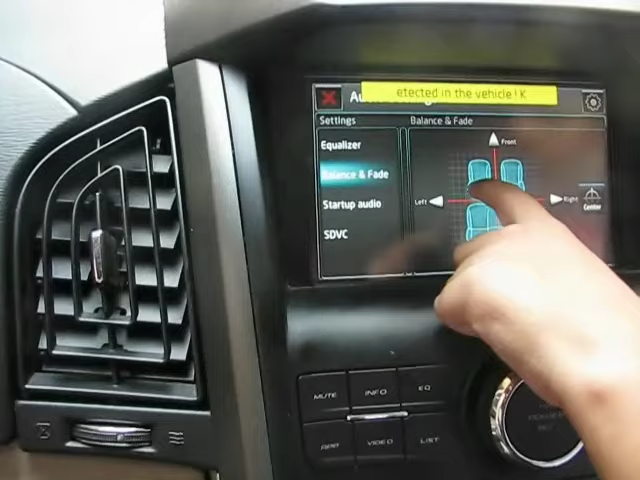 etected in the vehicle ! K
Settings
Balance & Fade
Equalizer
Balance & Fade
Startup audio
SDVC
Front
Left
Right
Center
MUTE
INFO
EQ
RPT
VIDEO
LIST